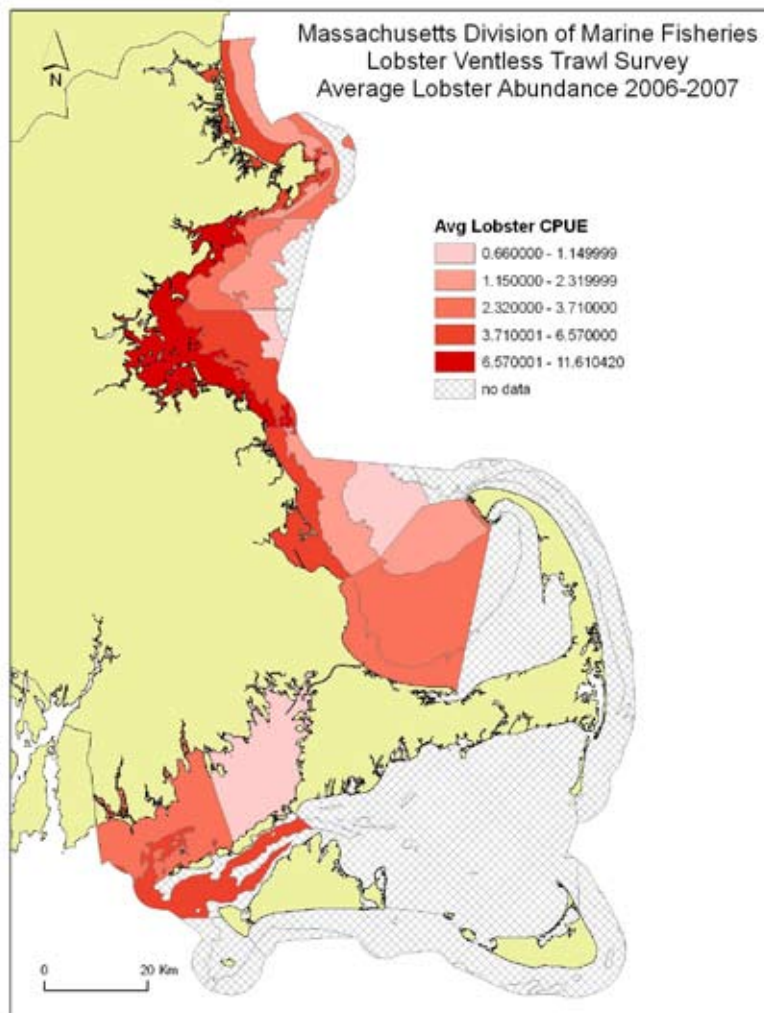 Massachusetts Division of Marine Fisheries
Lobster Ventless Trawl Survey
Average Lobster Abundance 2006-2007
N
Avg Lobster CPUE
0.660000 - 1.149999
1.150000 - 2.319999
2.320000 - 3.710000
3.710001 - 6.570000
6.570001 - 11.610420
no data
0 20 Km